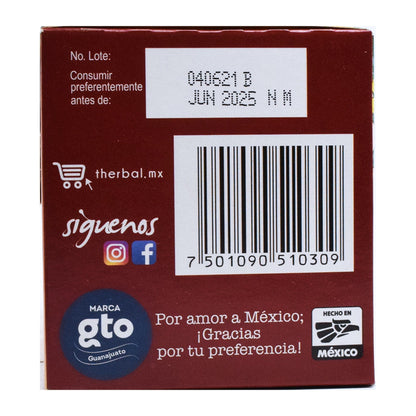 No. Lote:
040621 B
Consumir
preferentemente
antes de:
JUN 2025 N M
therbal.mx
síguenos
7 501090 510309
MARCA
gto
Guanajuato
Por amor a México;
¡Gracias
por tu preferencia!
HECHO EN
MÉXICO